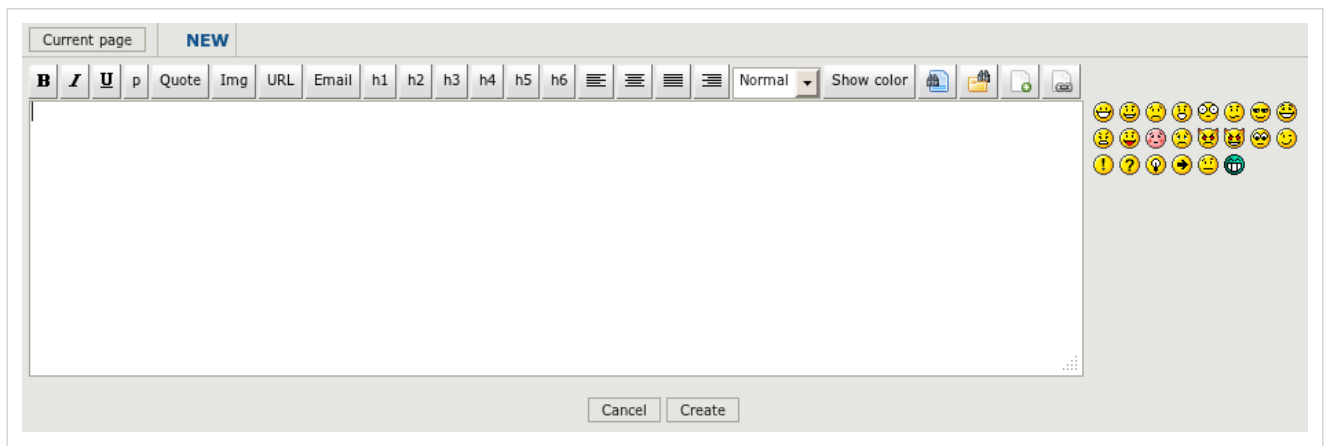 Current page NEW
B I U p Quote Img URL Email h1 h2 h3 h4 h5 h6 Normal Show color
Cancel Create